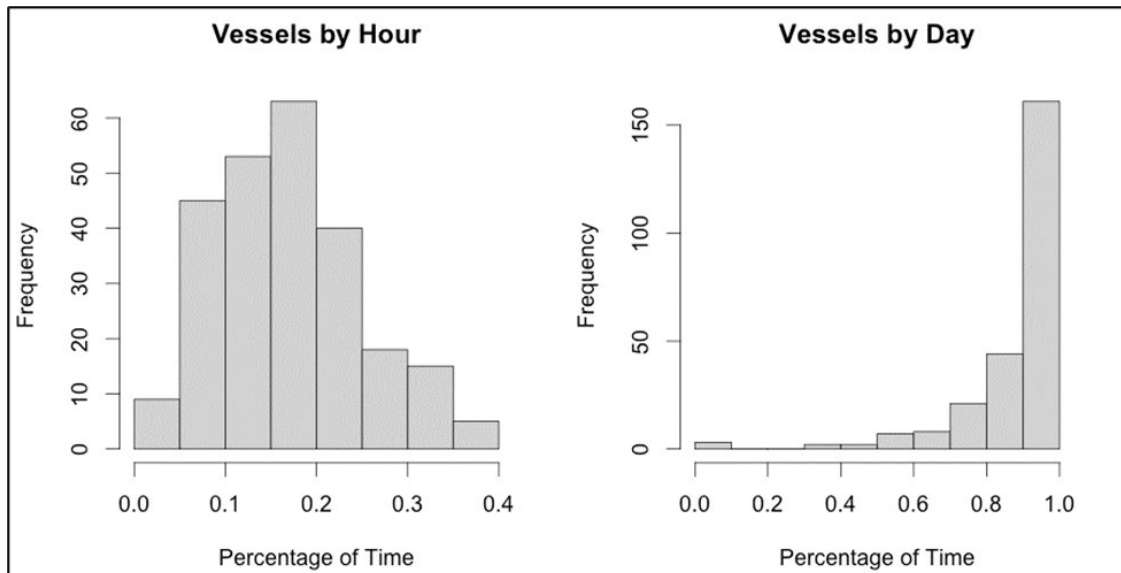 Vessels by Hour
Frequency
60
50
40
30
20
10
0
0.0 0.1 0.2 0.3 0.4
Percentage of Time
Vessels by Day
Frequency
150
100
50
0
0.0 0.2 0.4 0.6 0.8 1.0
Percentage of Time